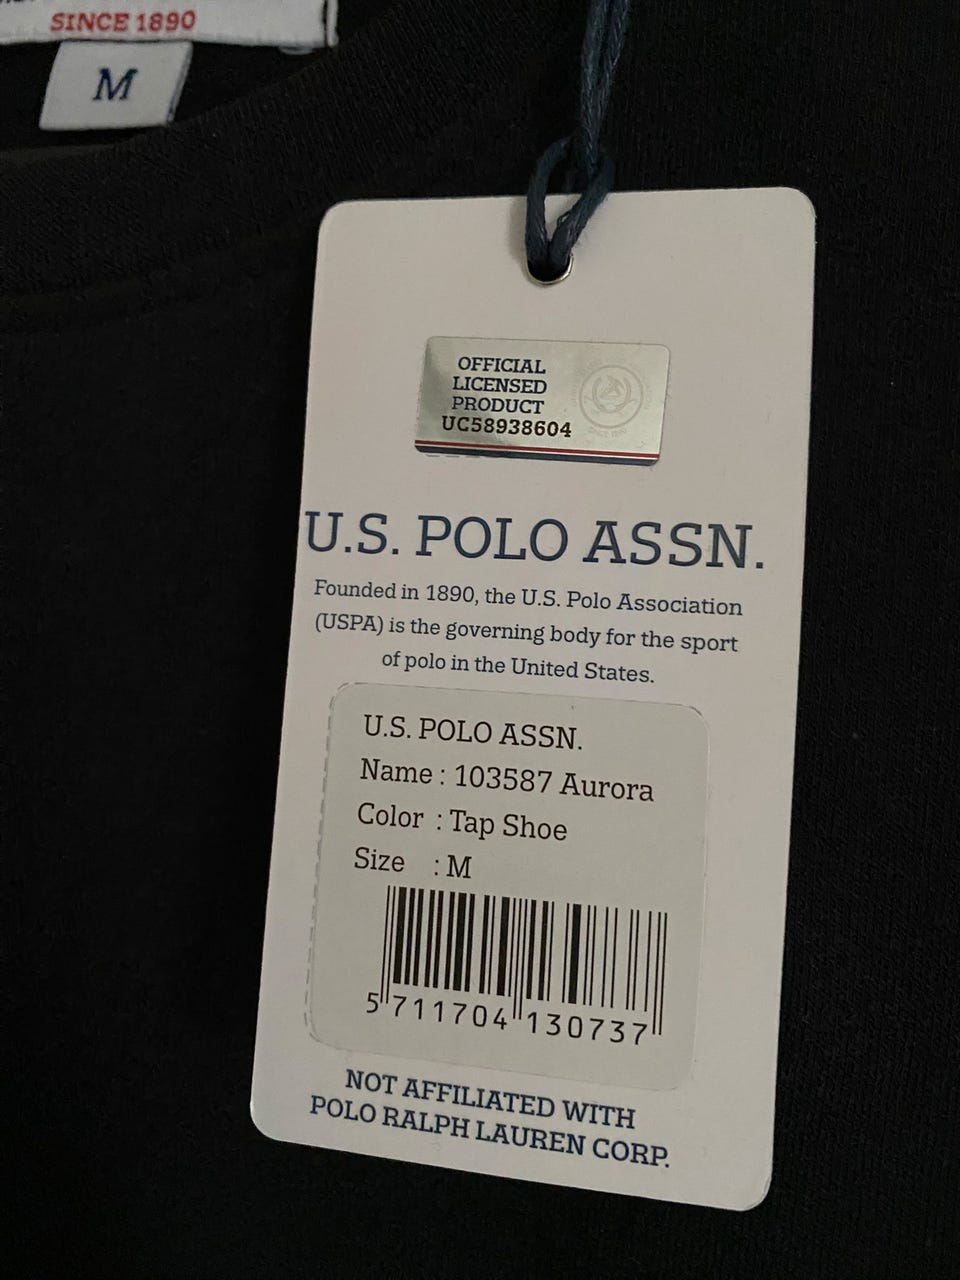 SINCE 1890
M
OFFICIAL
LICENSED
PRODUCT
UC58938604
SINCE 1890
U.S. POLO ASSN.
Founded in 1890, the U.S. Polo Association
(USPA) is the governing body for the sport
of polo in the United States.
U.S. POLO ASSN.
Name : 103587 Aurora
Color : Tap Shoe
Size : M
5 711704 130737
NOT AFFILIATED WITH
POLO RALPH LAUREN CORP.